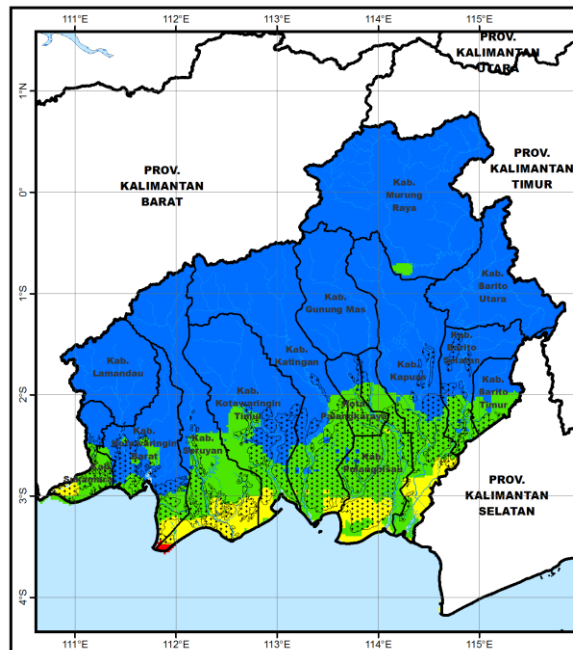 111°E 112°E 113°E 114°E 115°E
PROV.
KALIMANTAN
UTARA
1°N
PROV.
KALIMANTAN
BARAT
PROV.
KALIMANTAN
TIMUR
Kab.
Murung
Raya
0°
Kab.
Barito
Utara
1°S
Kab.
Gunung Mas
Kab.
Barito
Selatan
Kab.
Katingan
Kab.
Lamandau
Kab.
Kapuas
Kab.
Barito
Timur
2°S
Kab.
Kotawaringin
Timur
Kota
Palangkaraya
Kab.
Kotawaringin
Barat
Kab.
Seruyan
Kab.
Sukamara
Kab.
Pulangpisau
3°S
PROV.
KALIMANTAN
SELATAN
4°S
111°E 112°E 113°E 114°E 115°E